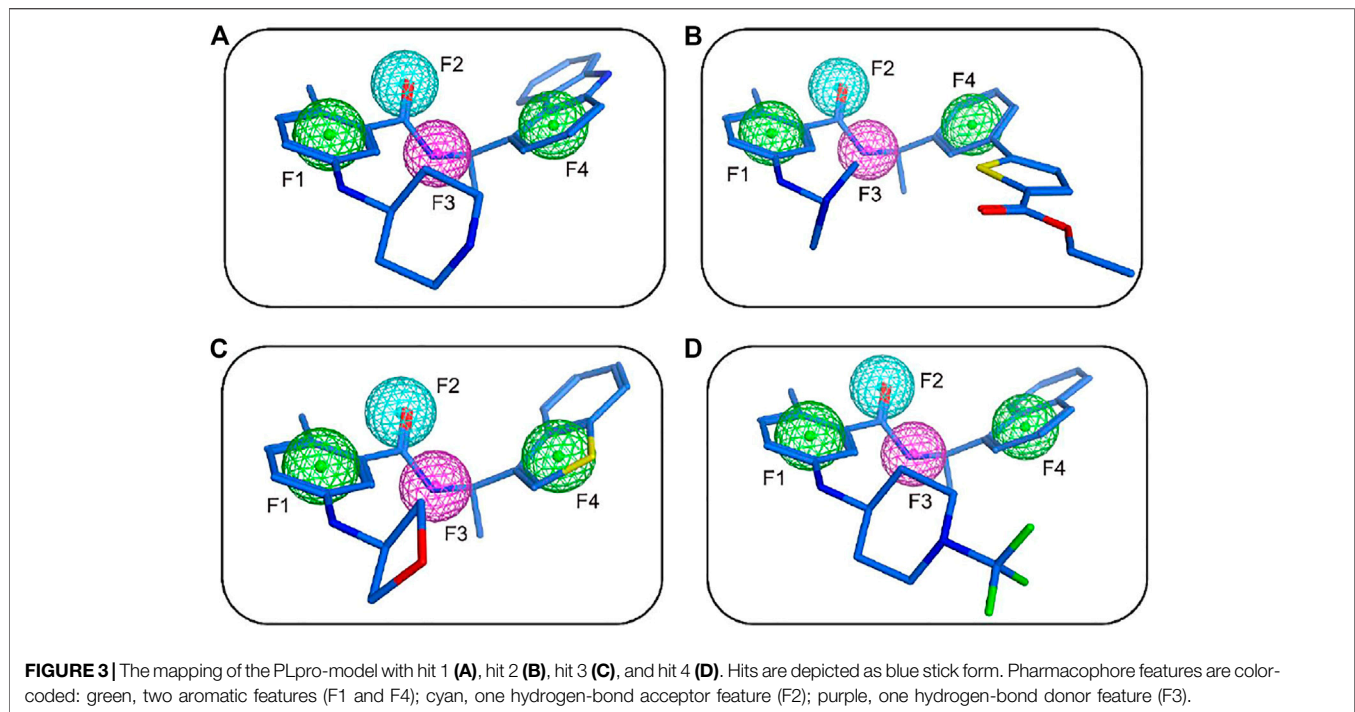 A
F2
F1
F3
F4
B
F2
F4
F1
F3
C
F2
F1
F3
F4
D
F2
F1
F3
F4
FIGURE 3 | The mapping of the PLpro-model with hit 1 (A), hit 2 (B), hit 3 (C), and hit 4 (D). Hits are depicted as blue stick form. Pharmacophore features are color-
coded: green, two aromatic features (F1 and F4); cyan, one hydrogen-bond acceptor feature (F2); purple, one hydrogen-bond donor feature (F3).